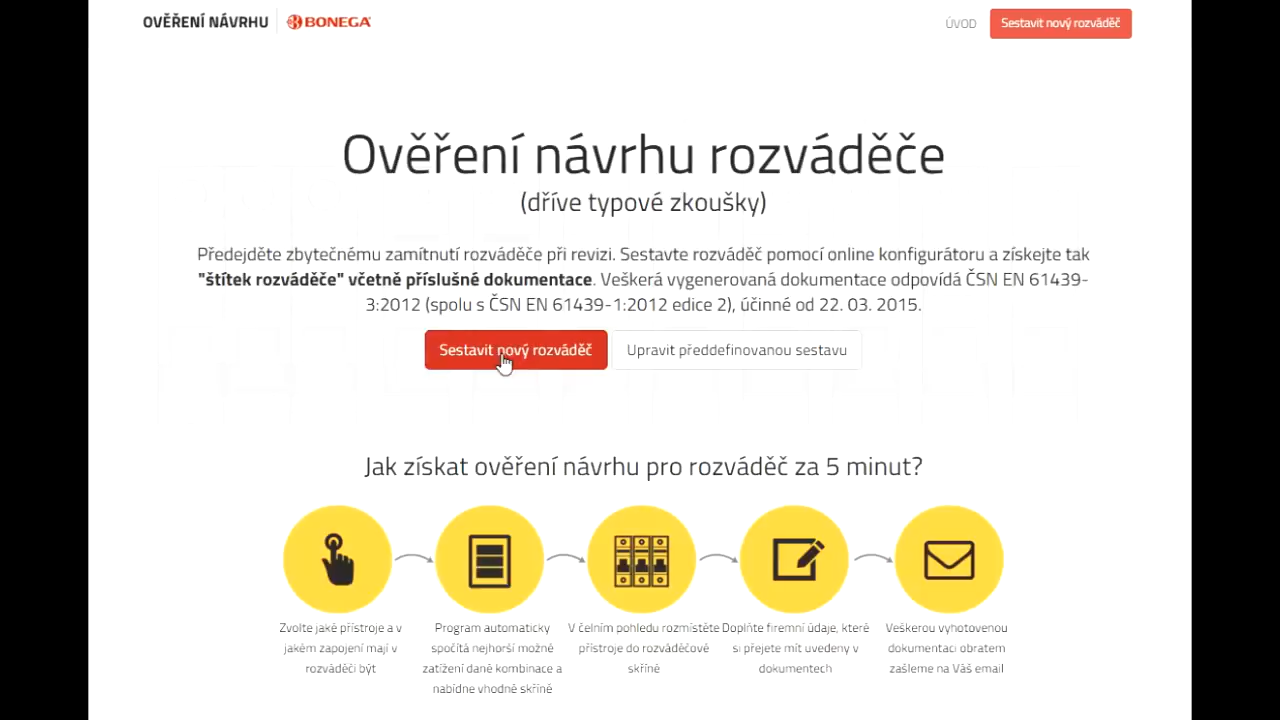 OVĚŘENÍ NÁVRHU
BONEGA
ÚVOD
Sestavit nový rozváděč
Ověření návrhu rozváděče
(dříve typové zkoušky)
Předejděte zbytečnému zamítnutí rozváděče při revizi. Sestavte rozváděč pomocí online konfigurátoru a získejte tak
"štítek rozváděče" včetně příslušné dokumentace. Veškerá vygenerovaná dokumentace odpovídá ČSN EN 61439-
3:2012 (spolu s ČSN EN 61439-1:2012 edice 2), účinné od 22. 03. 2015.
Sestavit nový rozváděč
Upravit předdefinovanou sestavu
Jak získat ověření návrhu pro rozváděč za 5 minut?
Zvolte jaké přístroje a v
jakém zapojení mají v
rozváděči být
Program automaticky
spočítá nejhorší možné
zatížení dané kombinace a
nabídne vhodné skříně
V čelním pohledu rozmístěte
přístroje do rozváděčové
skříně
Doplňte firemní údaje, které
si přejete mít uvedeny v
dokumentech
Veškerou vyhotovenou
dokumentaci obratem
zašleme na Váš email